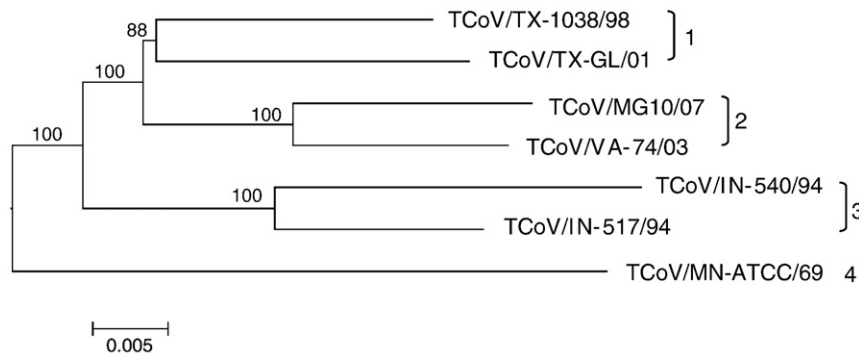 TCoV/TX-1038/98
88
1
TCoV/TX-GL/01
100
TCoV/MG10/07
100
2
100
TCoV/VA-74/03
TCoV/IN-540/94
100
3
TCoV/IN-517/94
TCoV/MN-ATCC/69 4
0.005